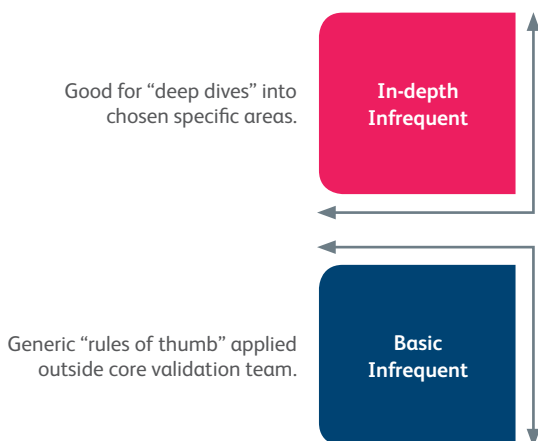 Good for “deep dives” into
chosen specific areas.
In-depth
Infrequent
Generic “rules of thumb” applied
outside core validation team.
Basic
Infrequent